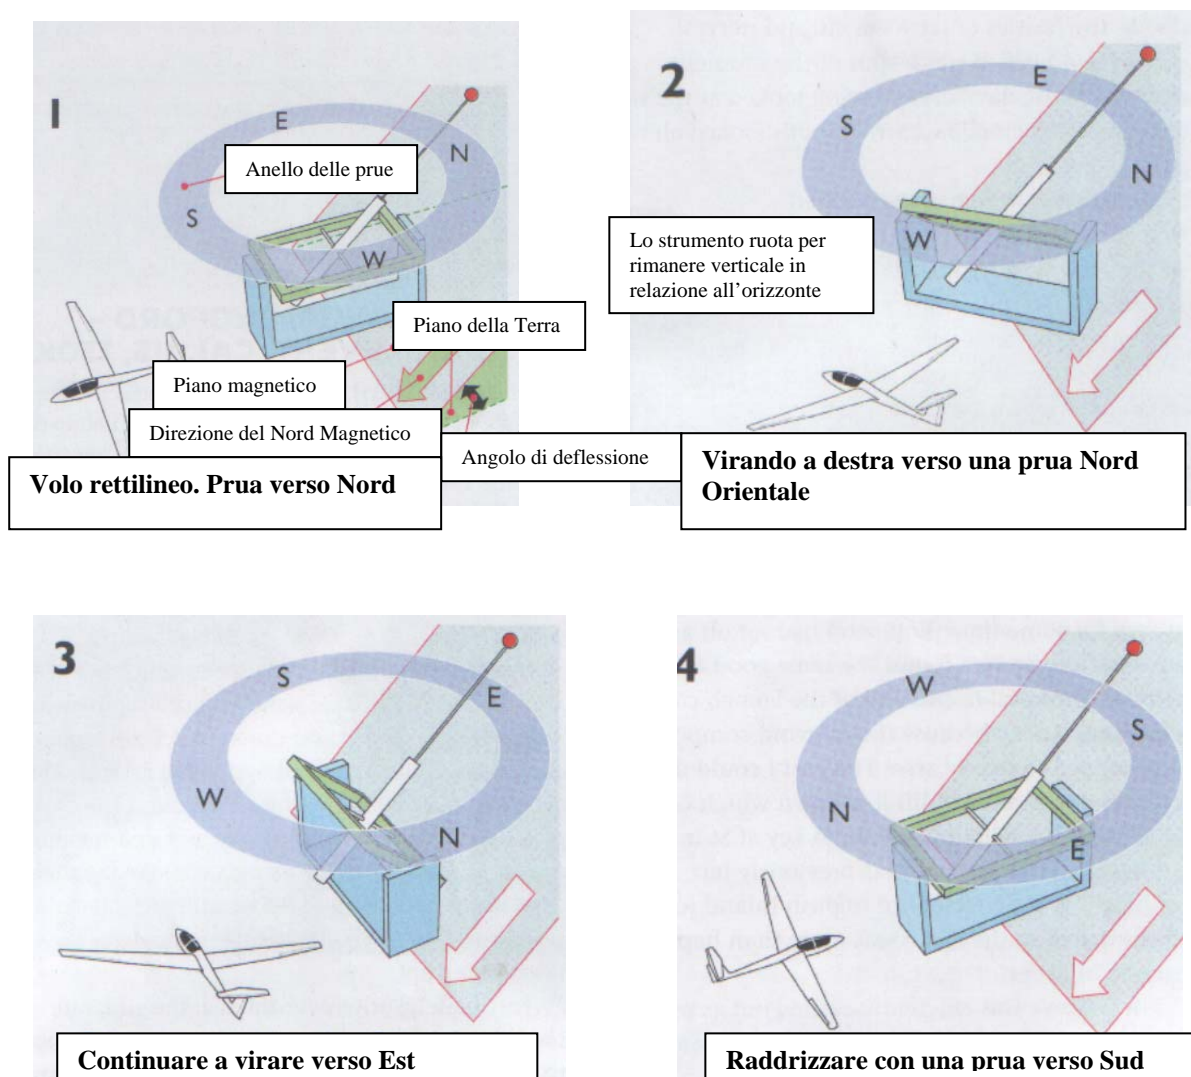 1
E
N
Anello delle prue
S
W
Piano della Terra
Piano magnetico
Direzione del Nord Magnetico
Angolo di deflessione
Volo rettilineo. Prua verso Nord
2
E
S
N
W
Lo strumento ruota per
rimanere verticale in
relazione all’orizzonte
Virando a destra verso una prua Nord
Orientale
3
S
E
W
N
Continuare a virare verso Est
4
W
S
N
E
Raddrizzare con una prua verso Sud